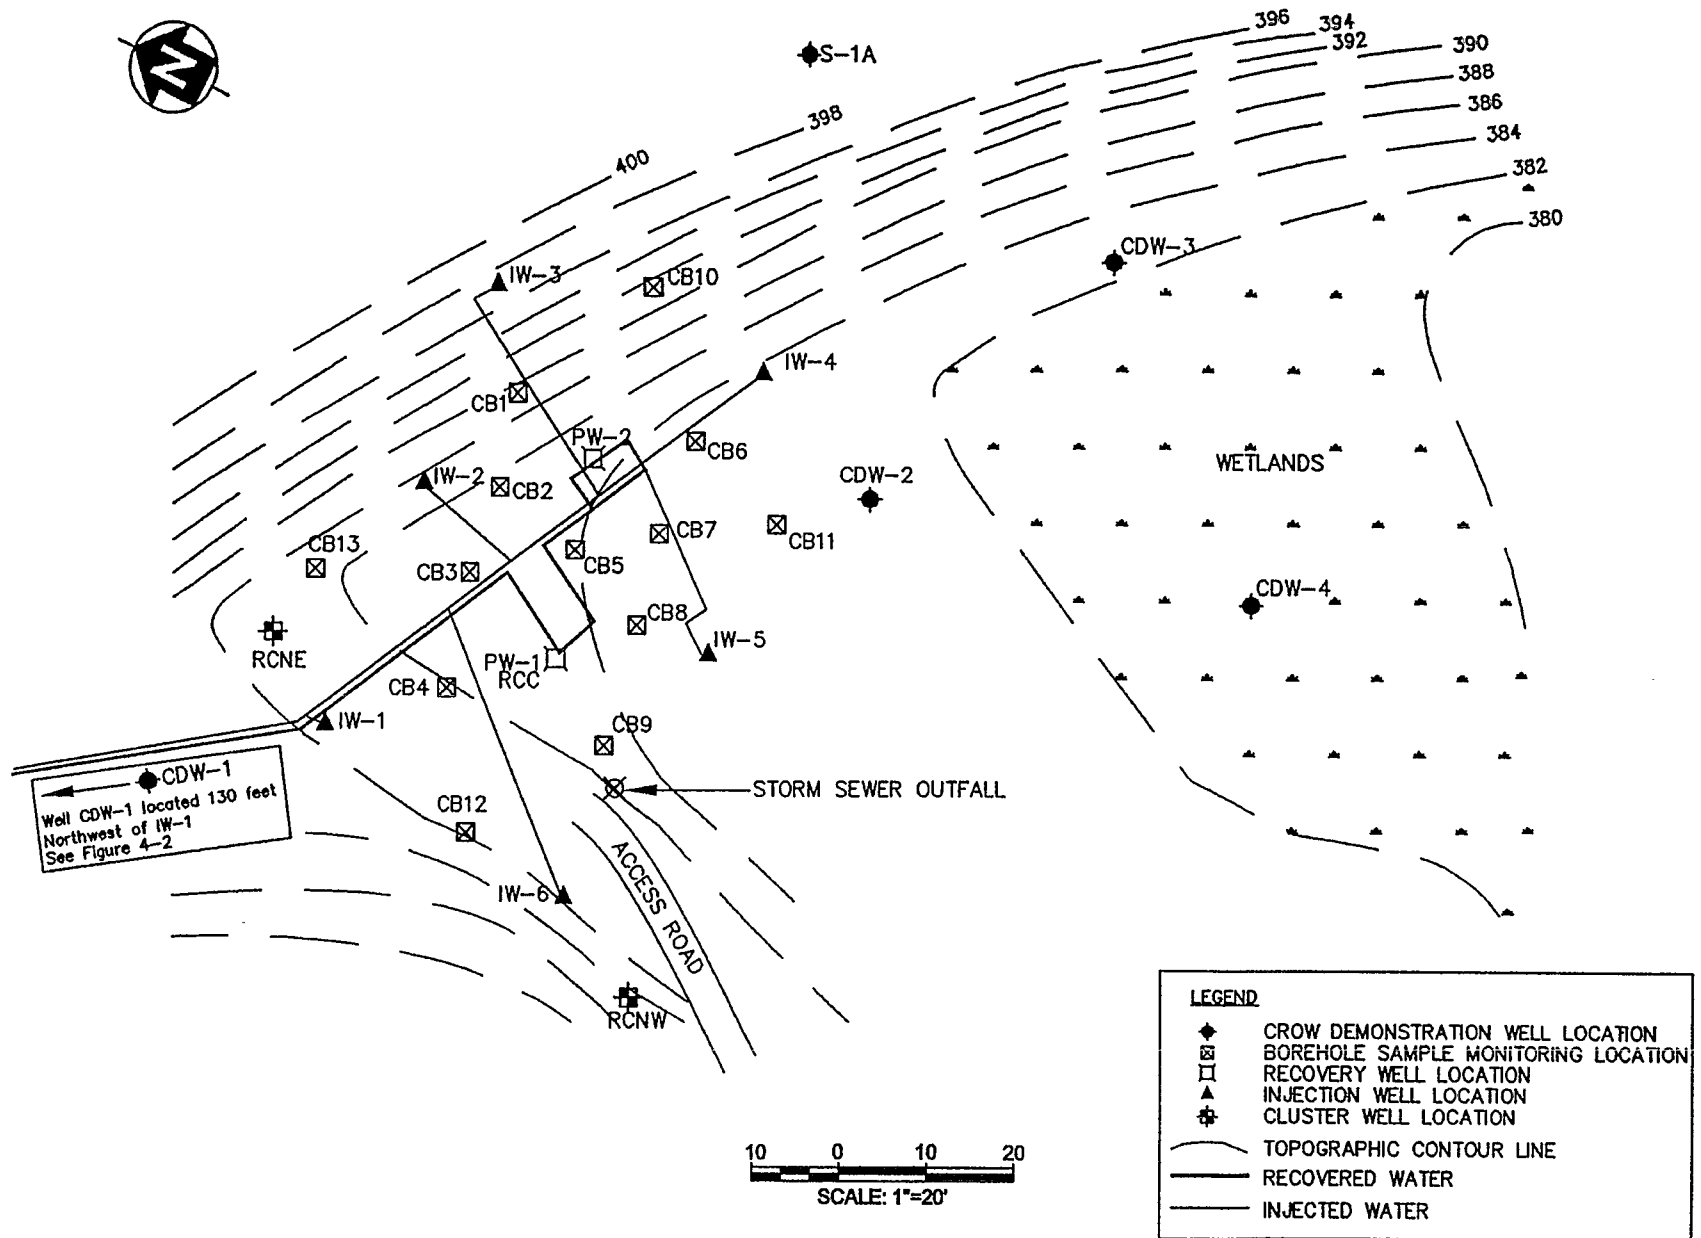 N
S-1A
396
394
392
390
388
386
384
382
380
398
400
CDW-3
IW-3
CB10
IW-4
CB1
PW-2
CB6
IW-2
CB2
CDW-2
WETLANDS
CB7
CB11
CB13
CB3
CB5
CDW-4
CB8
IW-5
RCNE
PW-1
RCC
CB4
IW-1
CB9
CDW-1
Well CDW-1 located 130 feet
Northwest of IW-1
See Figure 4-2
STORM SEWER OUTFALL
CB12
ACCESS ROAD
IW-6
RCNW
LEGEND
CROW DEMONSTRATION WELL LOCATION
BOREHOLE SAMPLE MONITORING LOCATION
RECOVERY WELL LOCATION
INJECTION WELL LOCATION
CLUSTER WELL LOCATION
TOPOGRAPHIC CONTOUR LINE
RECOVERED WATER
INJECTED WATER
10 0 10 20
SCALE: 1"=20'